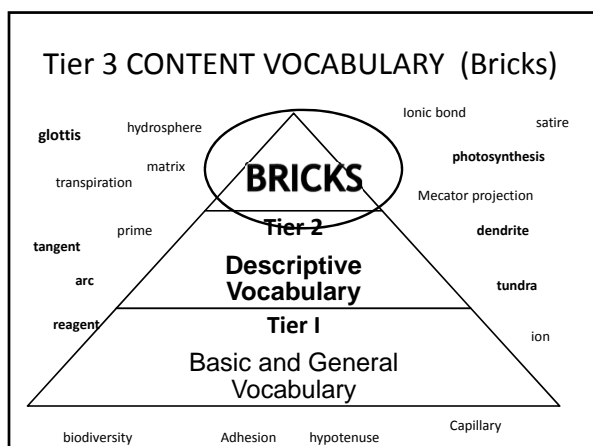 Tier 3 CONTENT VOCABULARY (Bricks)
Ionic bond
satire
glottis
hydrosphere
photosynthesis
matrix
BRICKS
transpiration
Mecator projection
prime
Tier 2
dendrite
tangent
Descriptive
Vocabulary
arc
tundra
reagent
Tier I
ion
Basic and General
Vocabulary
Capillary
biodiversity
Adhesion
hypotenuse